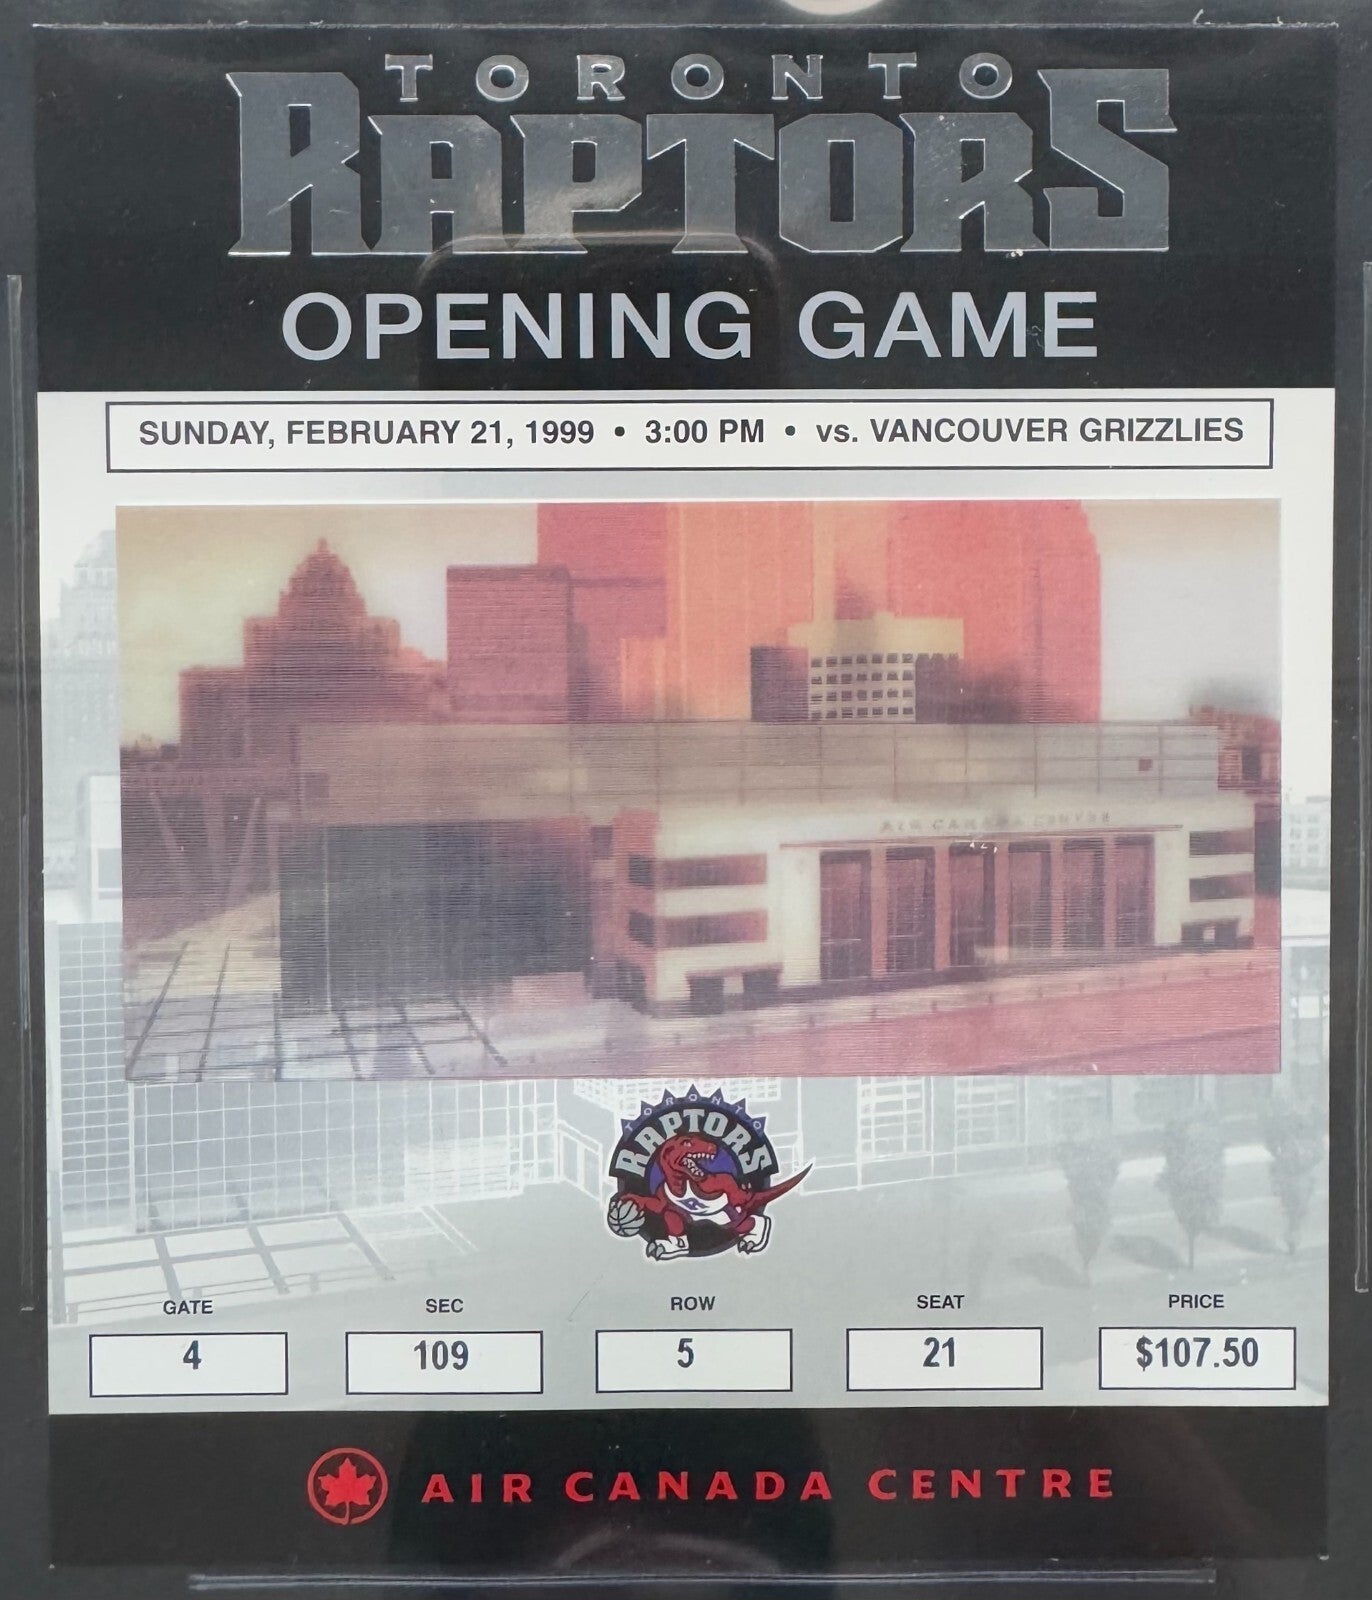 TORONTO
RAPTORS
OPENING GAME
SUNDAY, FEBRUARY 21, 1999 • 3:00 PM • vs. VANCOUVER GRIZZLIES
AIR CANADA CENTRE
TORONTO
RAPTORS
GATE SEC ROW SEAT PRICE
4 109 5 21 $107.50
AIR CANADA CENTRE